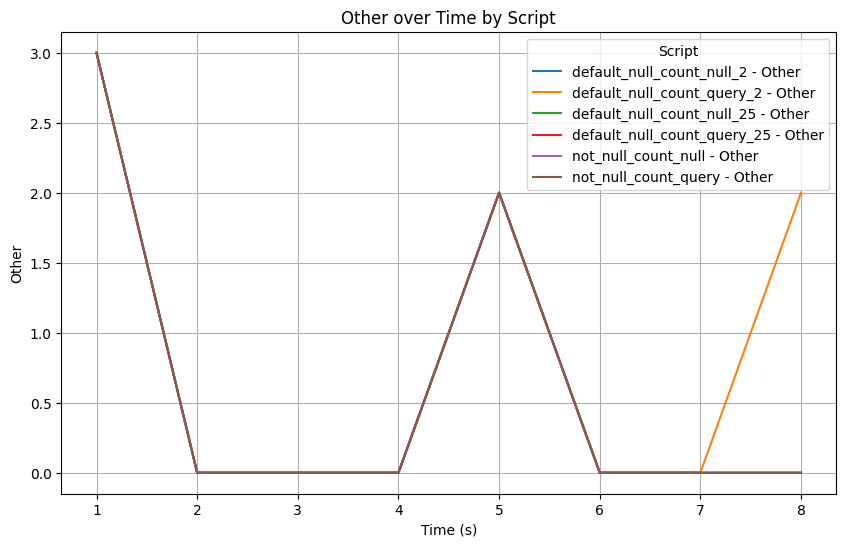 Other over Time by Script
Script
default_null_count_null_2 - Other
default_null_count_query_2 - Other
default_null_count_null_25 - Other
default_null_count_query_25 - Other
not_null_count_null - Other
not_null_count_query - Other
Other
3.0
2.5
2.0
1.5
1.0
0.5
0.0
1 2 3 4 5 6 7 8
Time (s)